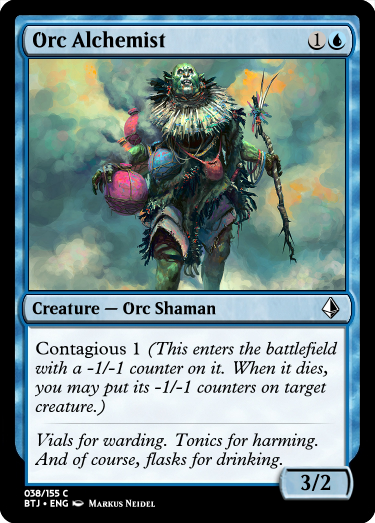 Orc Alchemist 1
Creature — Orc Shaman
Contagious 1 (This enters the battlefield
with a -1/-1 counter on it. When it dies,
you may put its -1/-1 counters on target
creature.)
Vials for warding. Tonics for harming.
And of course, flasks for drinking.
3/2
038/155 C
BTJ • ENG Markus Neidel